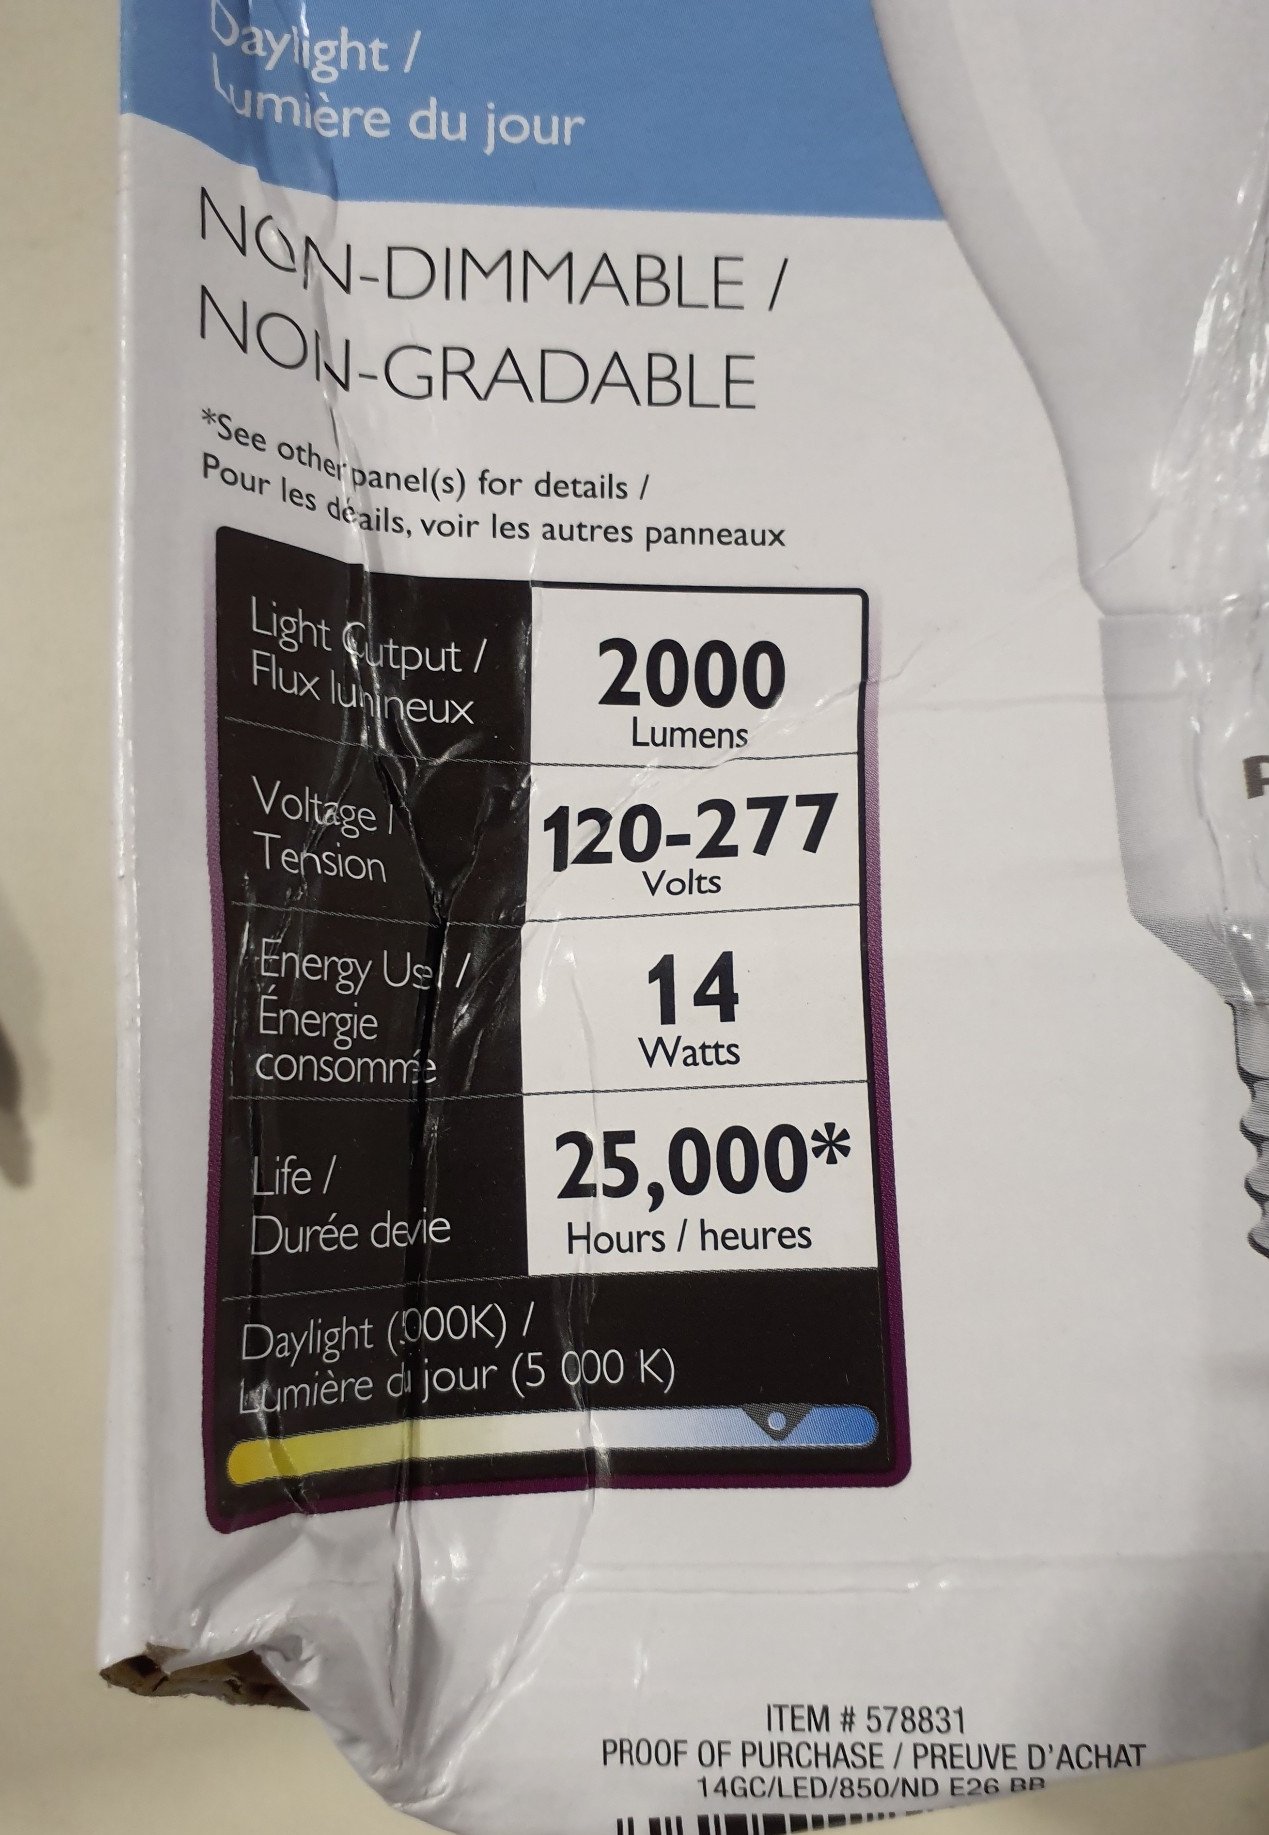 Daylight /
Lumière du jour
NON-DIMMABLE /
NON-GRADABLE
*See other panel(s) for details /
Pour les détails, voir les autres panneaux
Light Output /
Flux lumineux
2000
Lumens
Voltage /
Tension
120-277
Volts
Energy Used /
Énergie
consommée
14
Watts
Life /
Durée de vie
25,000*
Hours / heures
Daylight (5000K) /
Lumière du jour (5 000 K)
ITEM # 578831
PROOF OF PURCHASE / PREUVE D'ACHAT
14GC/LED/850/ND E26 BB